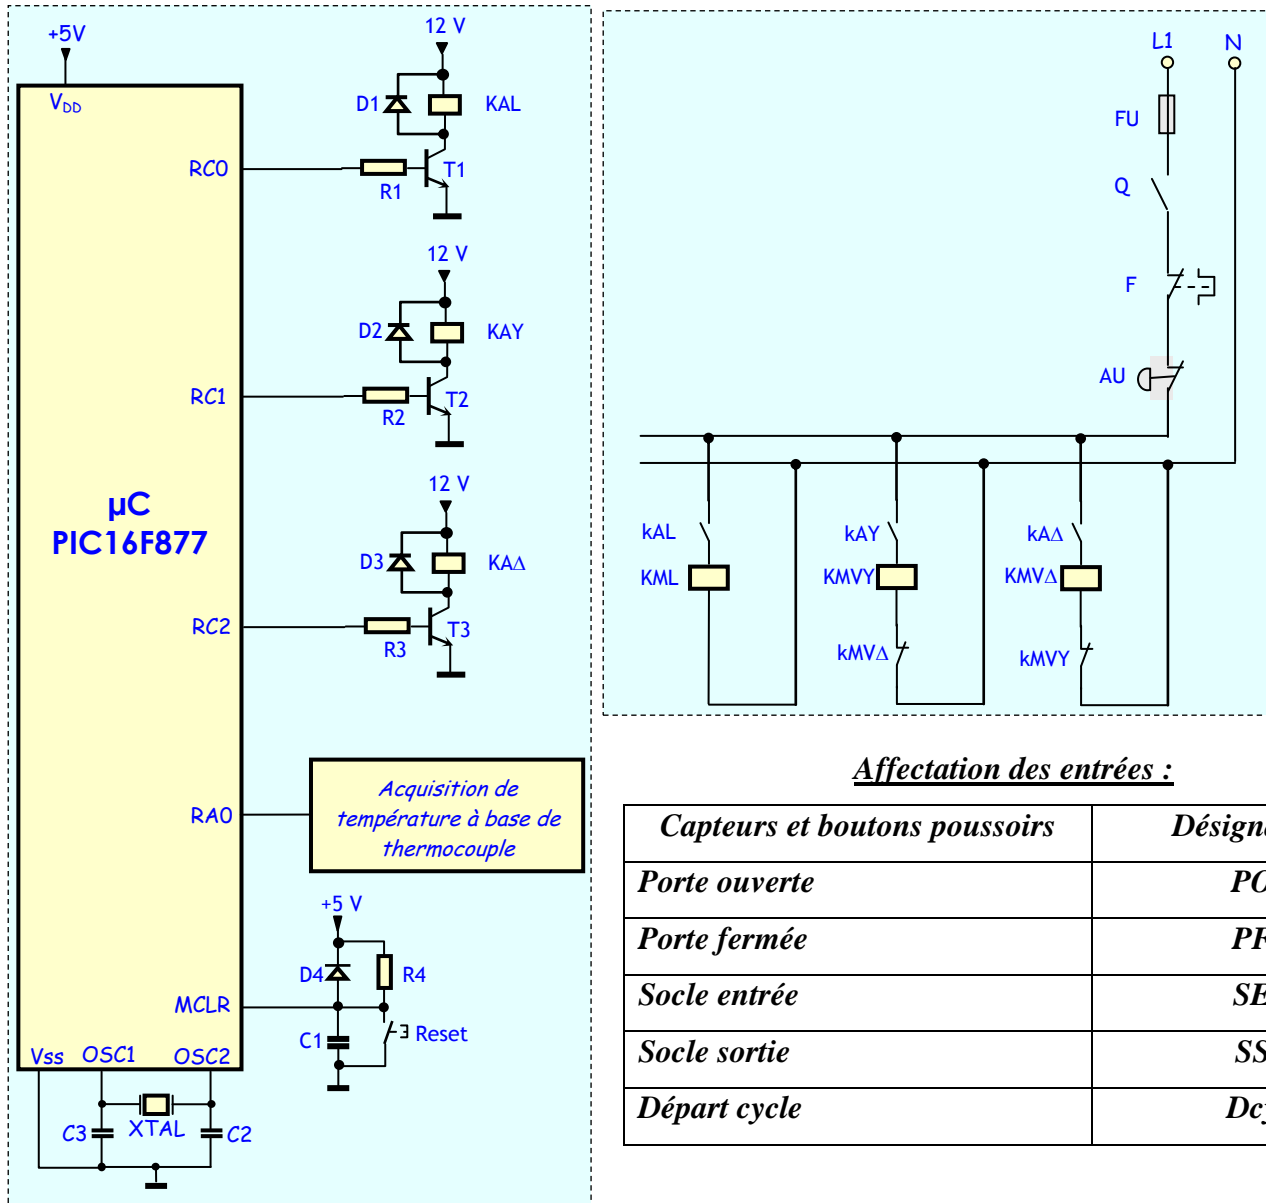 +5V
VDD
RC0
RC1
µC
PIC16F877
RC2
RA0
MCLR
Vss OSC1 OSC2
C3 XTAL C2
12 V
D1 KAL
R1 T1
12 V
D2 KAY
R2 T2
12 V
D3 KA∆
R3 T3
Acquisition de
température à base de
thermocouple
+5 V
D4 R4
C1 Reset
L1 N
FU
Q
F
AU
kAL kAY kA∆
KML KMVY KMV∆
kMV∆ kMVY
Affectation des entrées :
Capteurs et boutons poussoirs
Porte ouverte
Porte fermée
Socle entrée SE
Socle sortie SS
Départ cycle